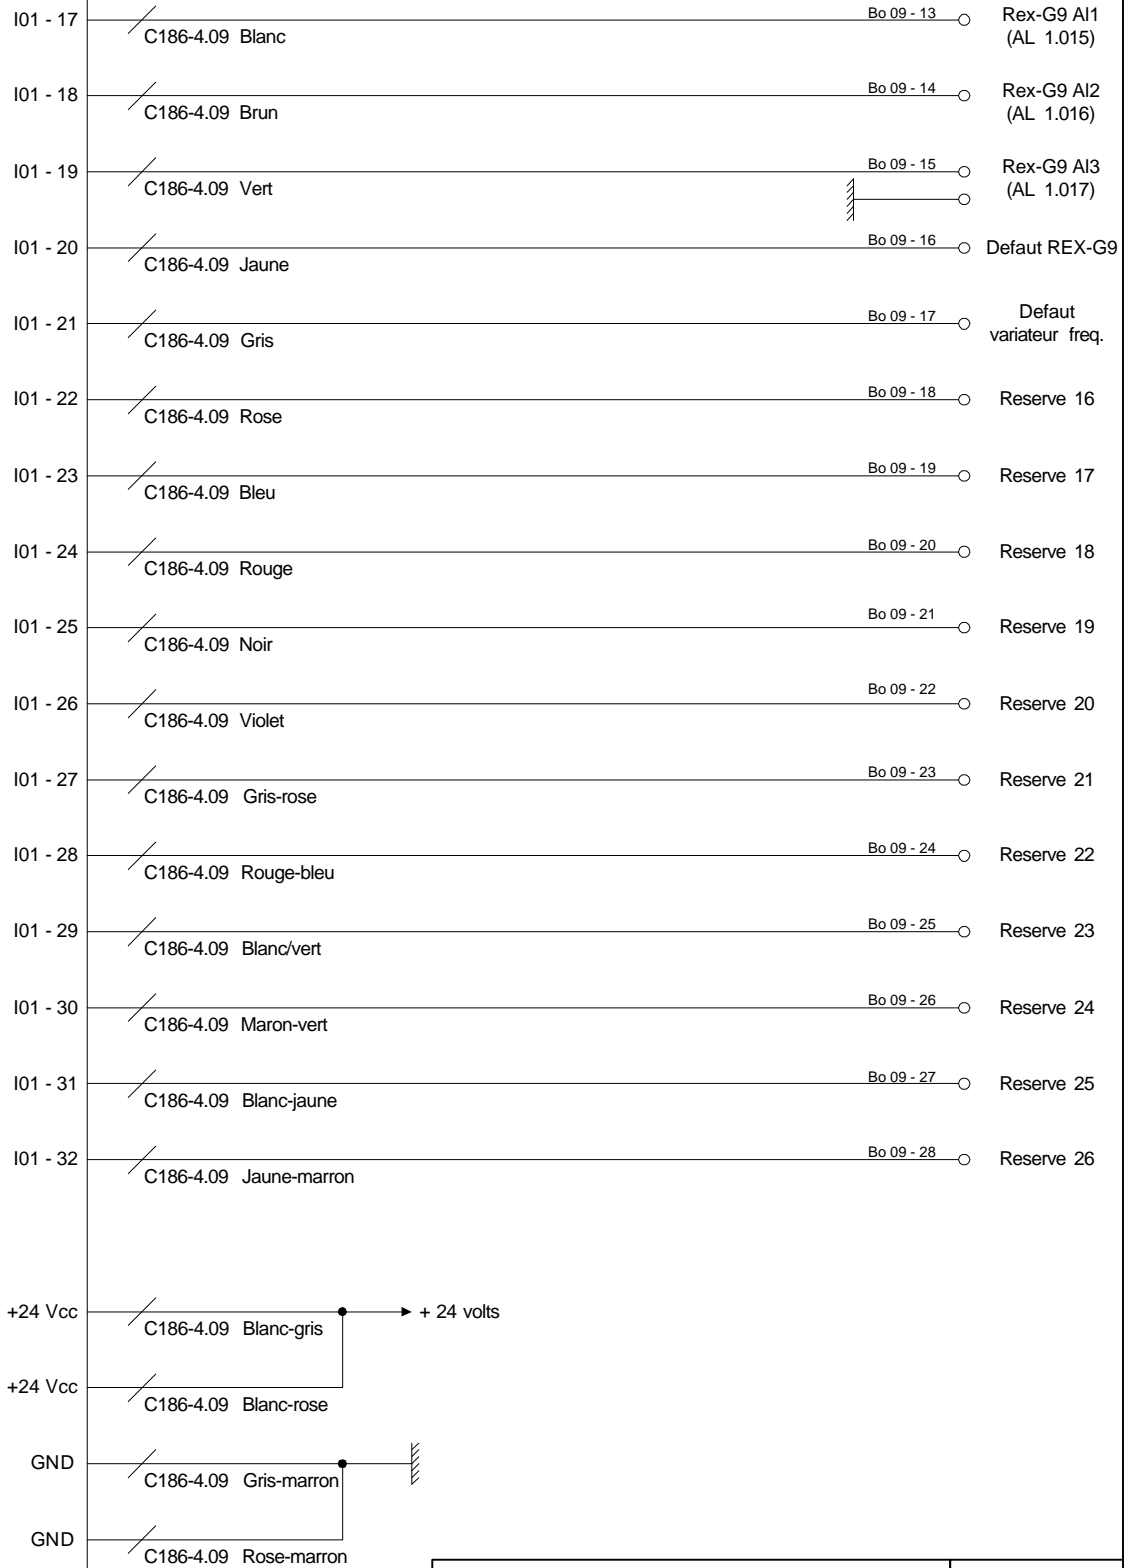 I01 - 17 Bo 09 - 13 Rex-G9 Al1
C186-4.09 Blanc (AL 1.015)
I01 - 18 Bo 09 - 14 Rex-G9 Al2
C186-4.09 Brun (AL 1.016)
I01 - 19 Bo 09 - 15 Rex-G9 Al3
C186-4.09 Vert (AL 1.017)
I01 - 20 Bo 09 - 16 Defaut REX-G9
C186-4.09 Jaune
I01 - 21 Bo 09 - 17 Defaut
variateur freq.
C186-4.09 Gris
I01 - 22 Bo 09 - 18 Reserve 16
C186-4.09 Rose
I01 - 23 Bo 09 - 19 Reserve 17
C186-4.09 Bleu
I01 - 24 Bo 09 - 20 Reserve 18
C186-4.09 Rouge
I01 - 25 Bo 09 - 21 Reserve 19
C186-4.09 Noir
I01 - 26 Bo 09 - 22 Reserve 20
C186-4.09 Violet
I01 - 27 Bo 09 - 23 Reserve 21
C186-4.09 Gris-rose
I01 - 28 Bo 09 - 24 Reserve 22
C186-4.09 Rouge-bleu
I01 - 29 Bo 09 - 25 Reserve 23
C186-4.09 Blanc/vert
I01 - 30 Bo 09 - 26 Reserve 24
C186-4.09 Maron-vert
I01 - 31 Bo 09 - 27 Reserve 25
C186-4.09 Blanc-jaune
I01 - 32 Bo 09 - 28 Reserve 26
C186-4.09 Jaune-marron
+24 Vcc + 24 volts
C186-4.09 Blanc-gris
+24 Vcc
C186-4.09 Blanc-rose
GND
C186-4.09 Gris-marron
GND
C186-4.09 Rose-marron